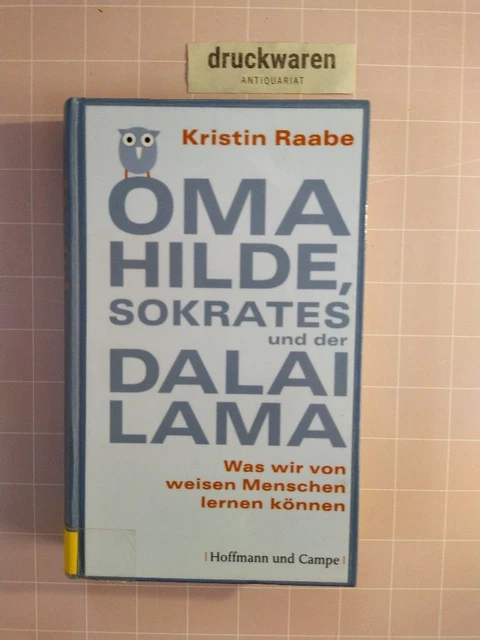 druckwaren
ANTIQUARIAT
Kristin Raabe
OMA
HILDE,
SOKRATES
und der
DALAI
LAMA
Was wir von
weisen Menschen
lernen können
Hoffmann und Campe